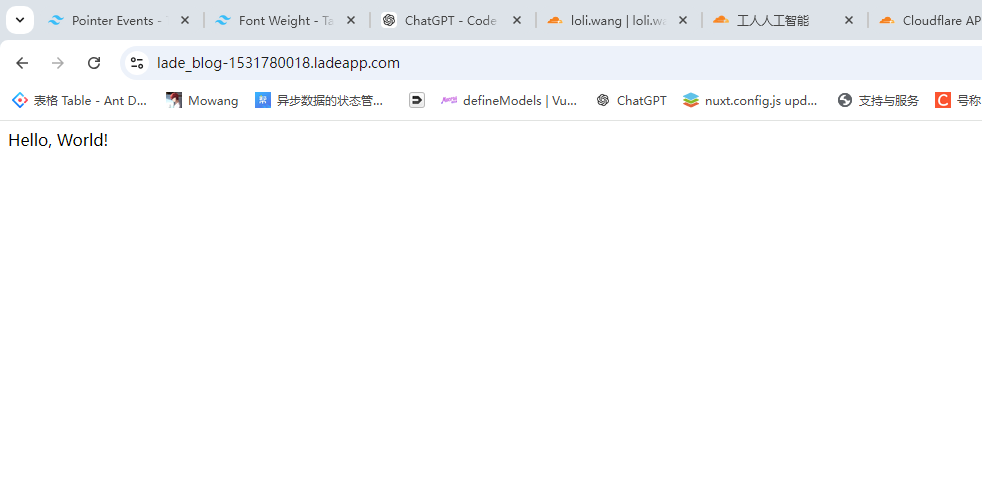 Pointer Events - T Font Weight - Ta ChatGPT - Code loli.wang | loli.wa 工人人工智能 Cloudflare AP
lade_blog-1531780018.ladeapp.com
表格 Table - Ant D... Mowang 异步数据的状态管... defineModels | Vu... ChatGPT nuxt.config.js upd... 支持与服务 号称
Hello, World!